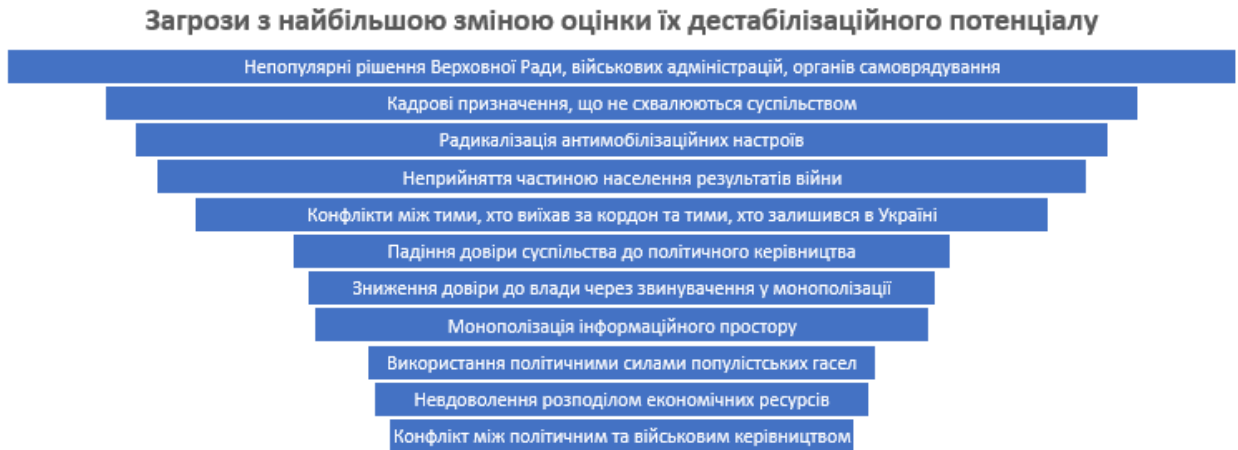 Загрози з найбільшою зміною оцінки їх дестабілізаційного потенціалу
Непопулярні рішення Верховної Ради, військових адміністрацій, органів самоврядування
Кадрові призначення, що не схвалюються суспільством
Радикалізація антимобілізаційних настроїв
Неприйняття частиною населення результатів війни
Конфлікти між тими, хто виїхав за кордон та тими, хто залишився в Україні
Падіння довіри суспільства до політичного керівництва
Зниження довіри до влади через звинувачення у монополізації
Монополізація інформаційного простору
Використання політичними силами популістських гасел
Невдоволення розподілом економічних ресурсів
Конфлікт між політичним та військовим керівництвом